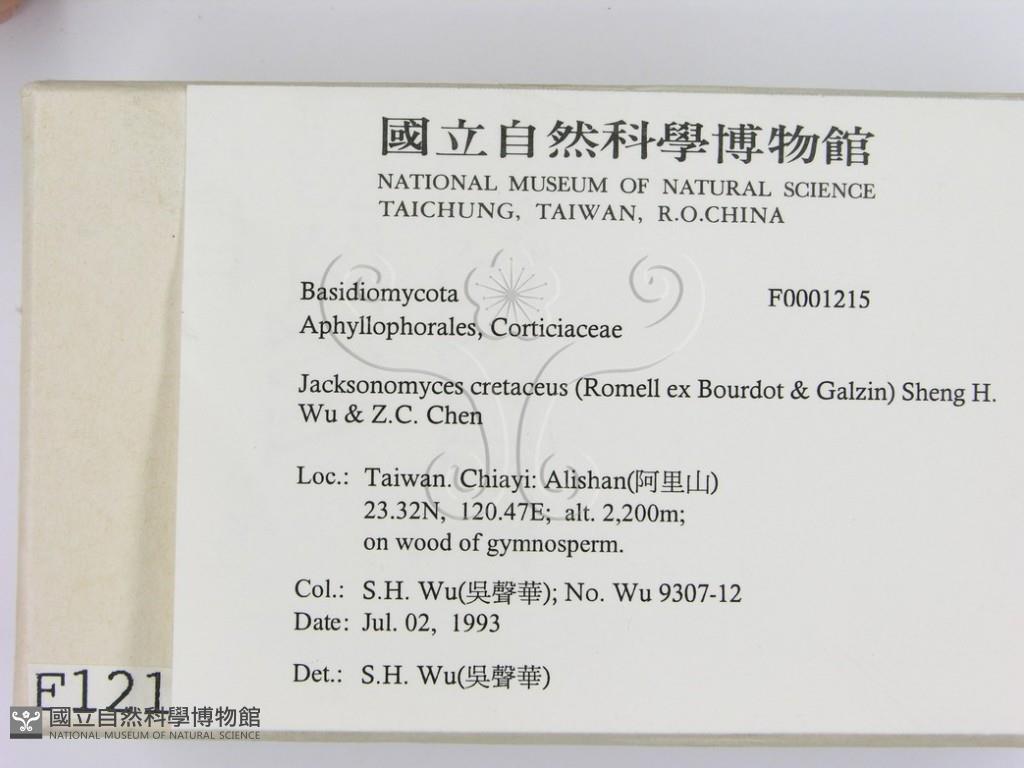 國立自然科學博物館
NATIONAL MUSEUM OF NATURAL SCIENCE
TAICHUNG, TAIWAN, R.O.CHINA
Basidiomycota F0001215
Aphyllophorales, Corticiaceae
Jacksonomyces cretaceus (Romell ex Bourdot & Galzin) Sheng H.
Wu & Z.C. Chen
Loc.: Taiwan. Chiayi: Alishan(阿里山)
23.32N, 120.47E; alt. 2,200m;
on wood of gymnosperm.
Col.: S.H. Wu(吳聲華); No. Wu 9307-12
Date: Jul. 02, 1993
Det.: S.H. Wu(吳聲華)
F121
國立自然科學博物館
NATIONAL MUSEUM OF NATURAL SCIENCE